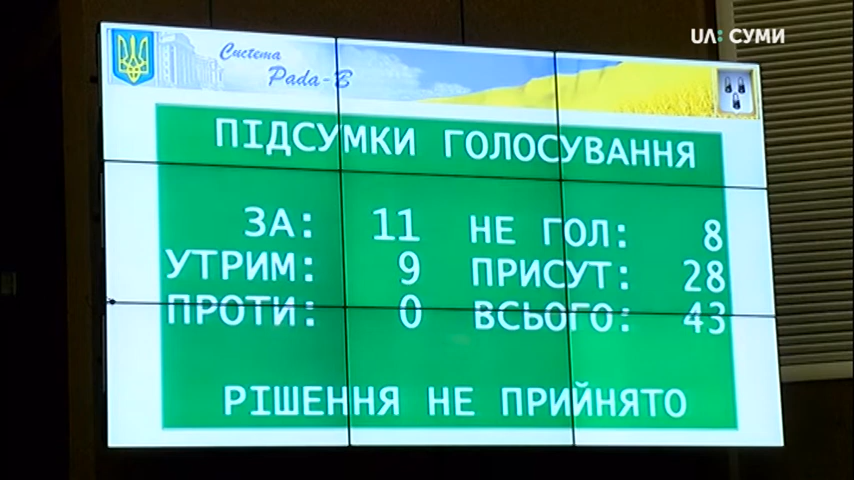 UA: СУМИ
Система
Рада-В
ПІДСУМКИ ГОЛОСУВАННЯ
ЗА: 11 НЕ ГОЛ: 8
УТРИМ: 9 ПРИСУТ: 28
ПРОТИ: 0 ВСЬОГО: 43
РІШЕННЯ НЕ ПРИЙНЯТО